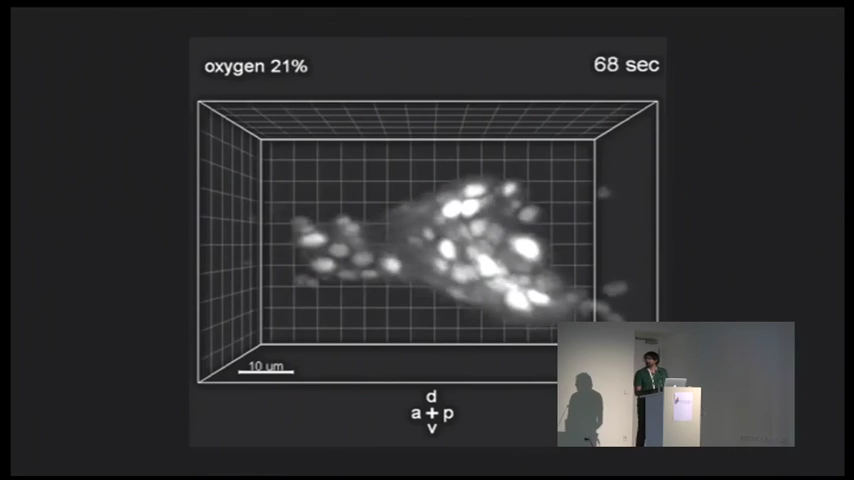 oxygen 21%
68 sec
10 um
d
a + p
v